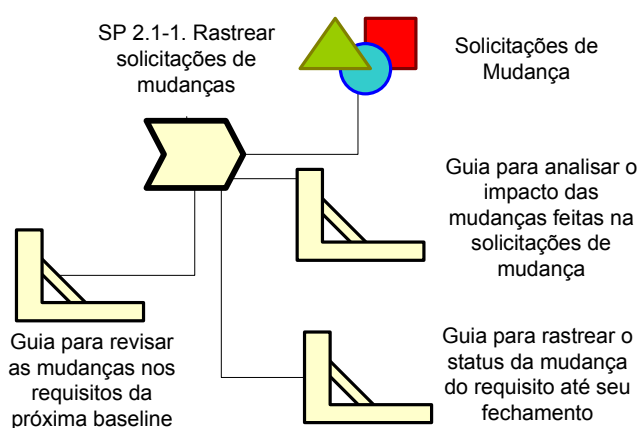 SP 2.1-1. Rastrear
solicitações de
mudanças
Solicitações de
Mudança
Guia para analisar o
impacto das
mudanças feitas na
solicitações de
mudança
Guia para revisar
as mudanças nos
requisitos da
próxima baseline
Guia para rastrear o
status da mudança
do requisito até seu
fechamento